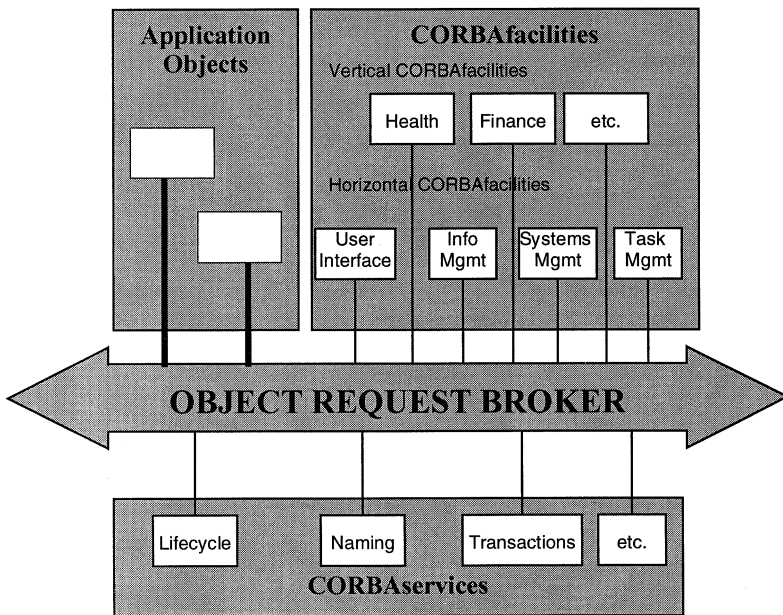 Application
Objects
CORBAfacilities
Vertical CORBAfacilities
Health
Finance
etc.
Horizontal CORBAfacilities
User
Interface
Info
Mgmt
Systems
Mgmt
Task
Mgmt
OBJECT REQUEST BROKER
Lifecycle
Naming
Transactions
etc.
CORBAservices